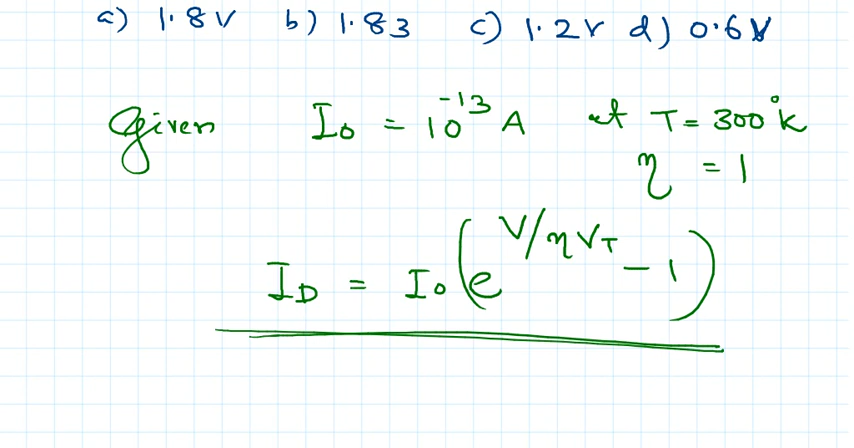 a) 1.8V b) 1.83 c) 1.2V d) 0.6V
given I₀ = 10⁻¹³ A at T = 300°K
η = 1
I_D = I₀ (e^{V/ηV_T} - 1)